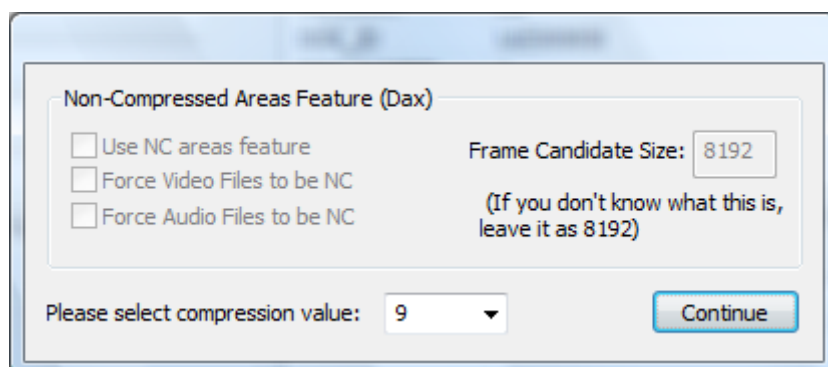 Non-Compressed Areas Feature (Dax)
Use NC areas feature
Force Video Files to be NC
Force Audio Files to be NC
Frame Candidate Size: 8192
(If you don't know what this is,
leave it as 8192)
Please select compression value: 9
Continue